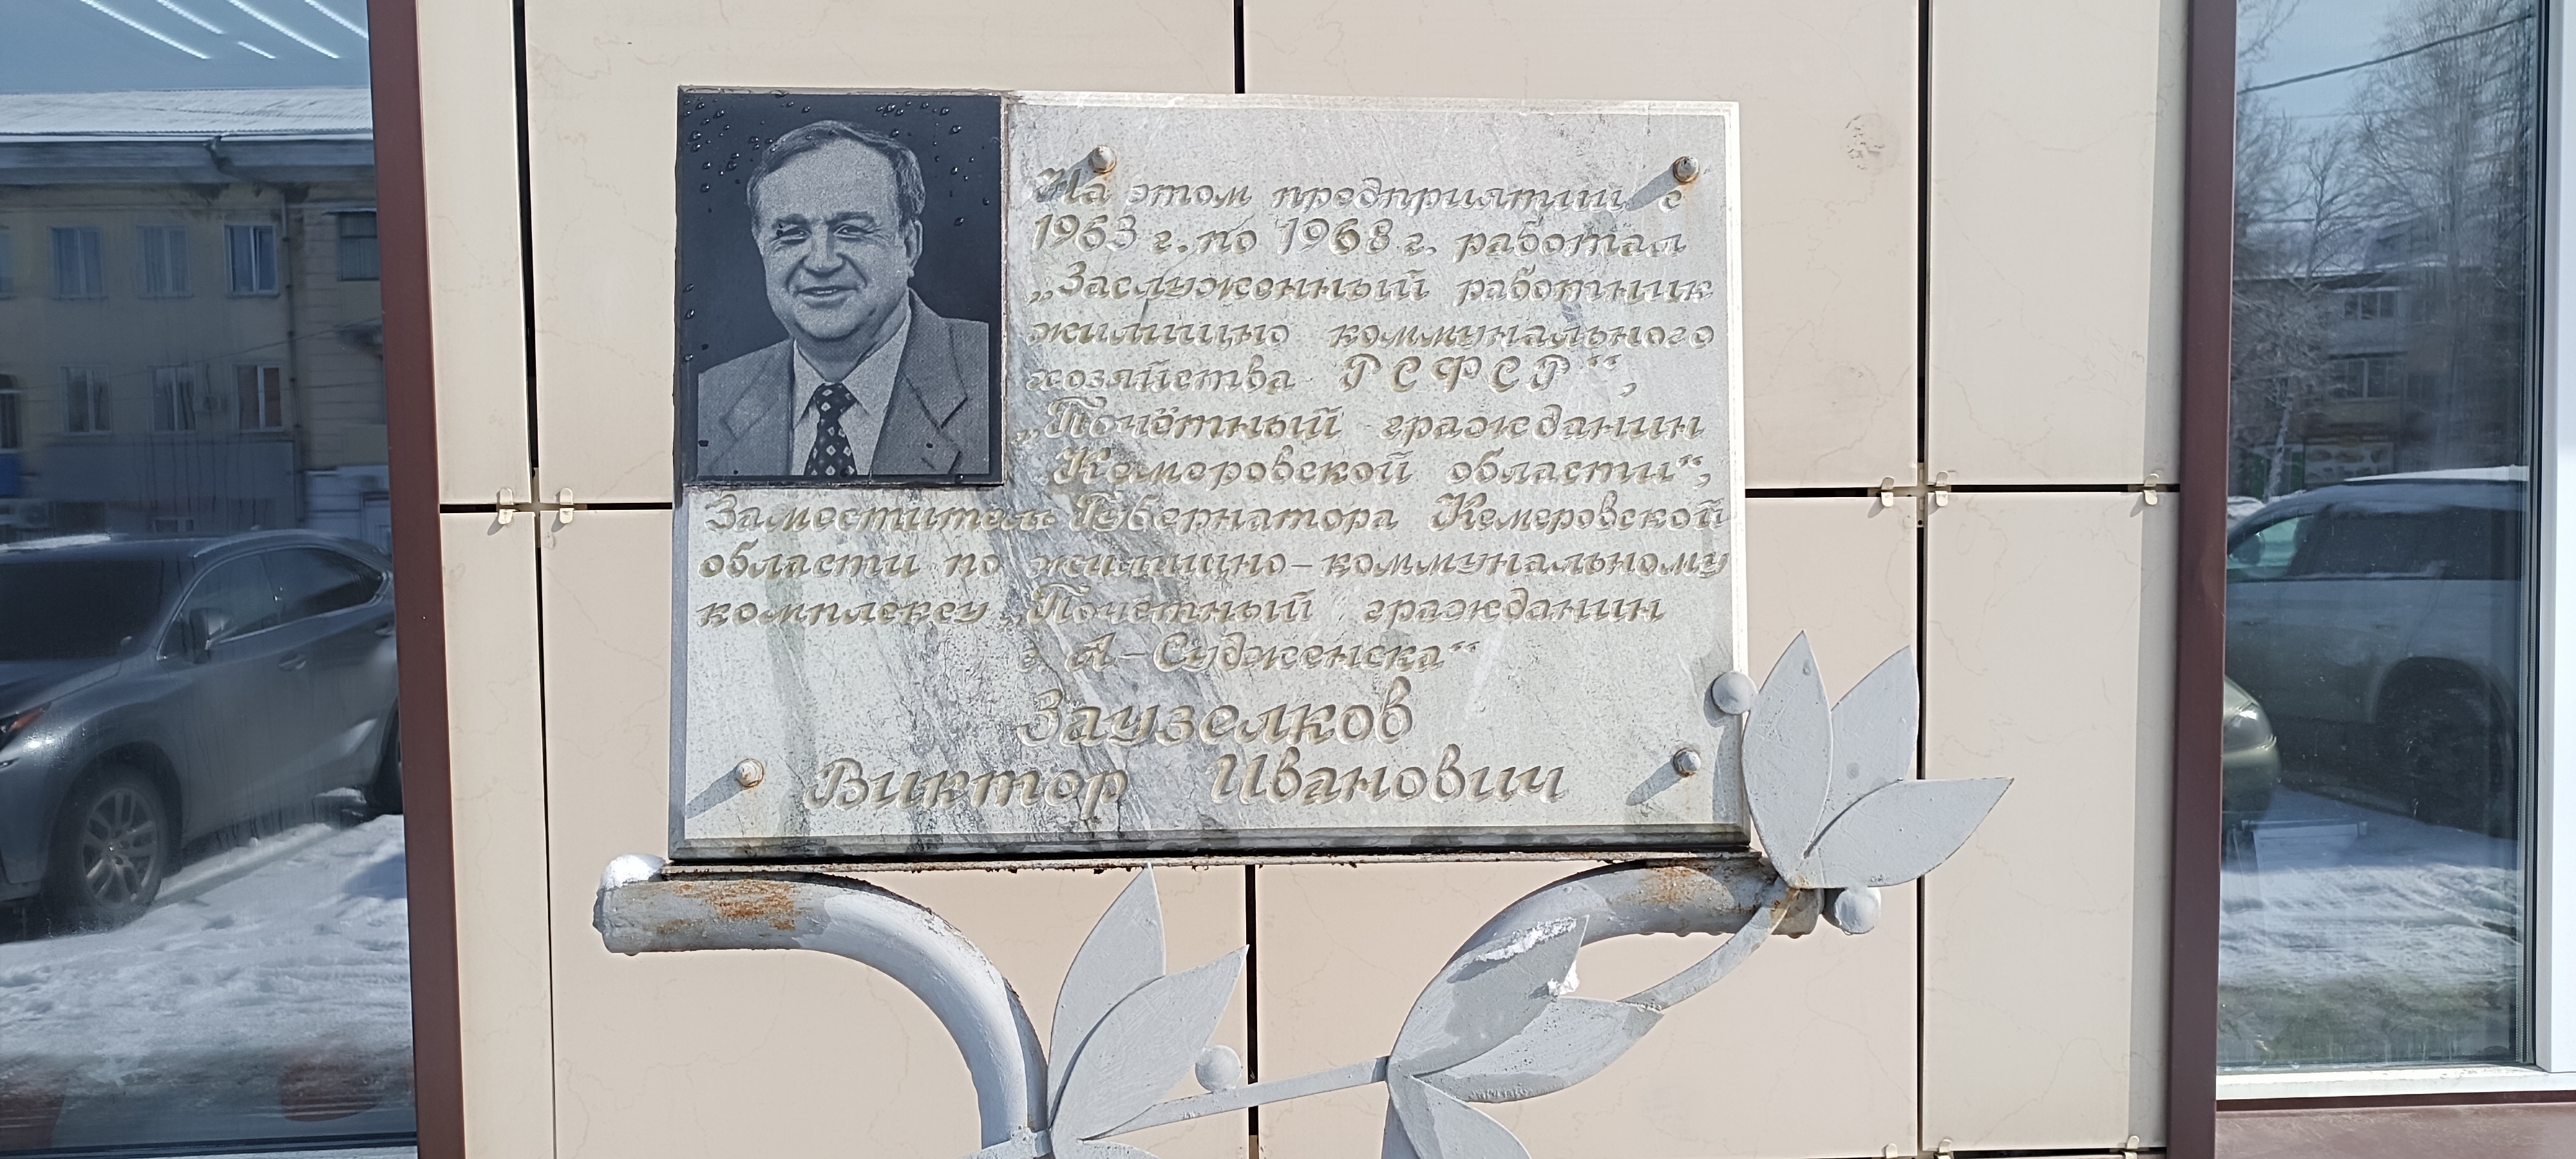 На этом предприятии с
1963 г. по 1968 г. работал
„Заслуженный работник
жилищно коммунального
хозяйства РСФСР“,
„Почётный гражданин
Кемеровской области“,
Заместитель Губернатора Кемеровской
области по жилищно-коммунальному
комплексу „Почетный гражданин
г А-Судженска“
Заузелков
Виктор Иванович